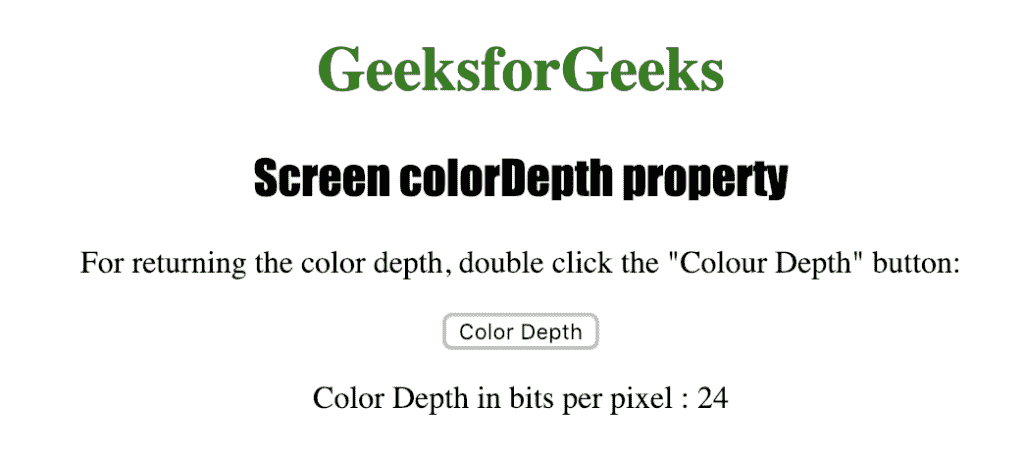 GeeksforGeeks
Screen colorDepth property
For returning the color depth, double click the "Colour Depth" button:
Color Depth
Color Depth in bits per pixel : 24